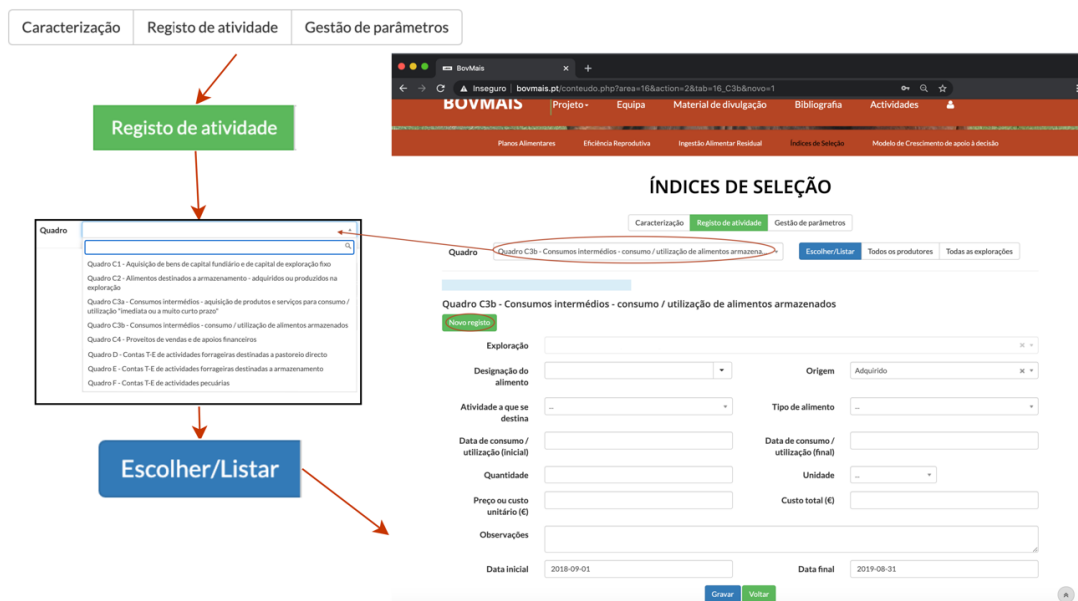 Caracterização Registo de atividade Gestão de parâmetros
Registo de atividade
Quadro
Quadro C1 - Aquisição de bens de capital fundiário e de capital de exploração fixo
Quadro C2 - Alimentos destinados a armazenamento - adquiridos ou produzidos na
exploração
Quadro C3a - Consumos intermédios - aquisição de produtos e serviços para consumo /
utilização "imediata ou a muito curto prazo"
Quadro C3b - Consumos intermédios - consumo / utilização de alimentos armazenados
Quadro C4 - Proveitos de vendas e de apoios financeiros
Quadro D - Contas T-E de actividades forrageiras destinadas a pastoreio directo
Quadro E - Contas T-E de actividades forrageiras destinadas a armazenamento
Quadro F - Contas T-E de actividades pecuárias
Escolher/Listar
BovMais × +
Inseguro | bovmais.pt/conteudo.php?area=16&action=2&tab=16_C3b&novo=1
BOVMAIS Projeto Equipa Material de divulgação Bibliografia Actividades
Planos Alimentares Eficiência Reprodutiva Ingestão Alimentar Residual Índices de Seleção Modelo de Crescimento de apoio à decisão
ÍNDICES DE SELEÇÃO
Caracterização Registo de atividade Gestão de parâmetros
Quadro Quadro C3b - Consumos intermédios - consumo / utilização de alimentos armazena... Escolher/Listar Todos os produtores Todas as explorações
Quadro C3b - Consumos intermédios - consumo / utilização de alimentos armazenados
Novo registo
Exploração ×
Designação do
alimento
Origem Adquirido ×
Atividade a que se
destina
...
Tipo de alimento ...
Data de consumo /
utilização (inicial)
Data de consumo /
utilização (final)
Quantidade Unidade ...
Preço ou custo
unitário (€)
Custo total (€)
Observações
Data inicial 2018-09-01 Data final 2019-08-31
Gravar Voltar